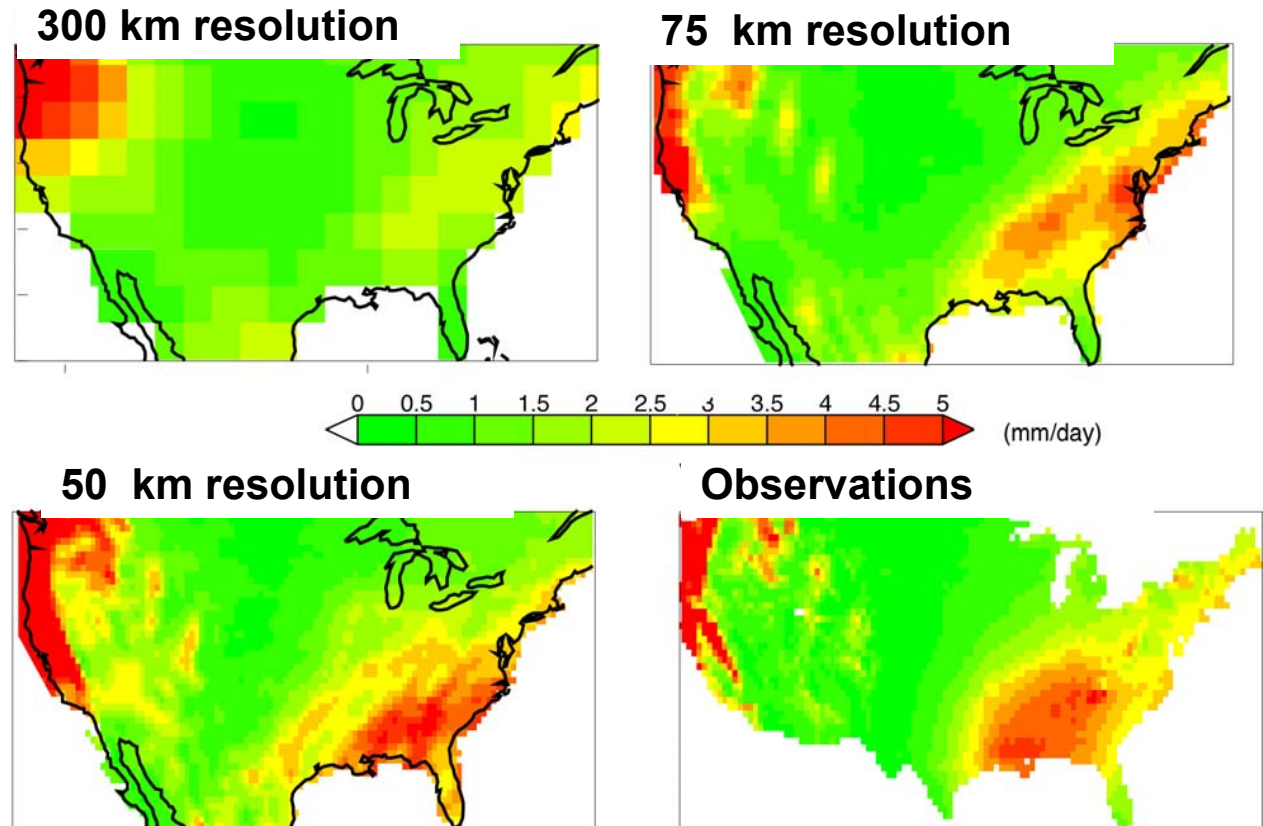 300 km resolution
75 km resolution
0 0.5 1 1.5 2 2.5 3 3.5 4 4.5 5
(mm/day)
50 km resolution
Observations